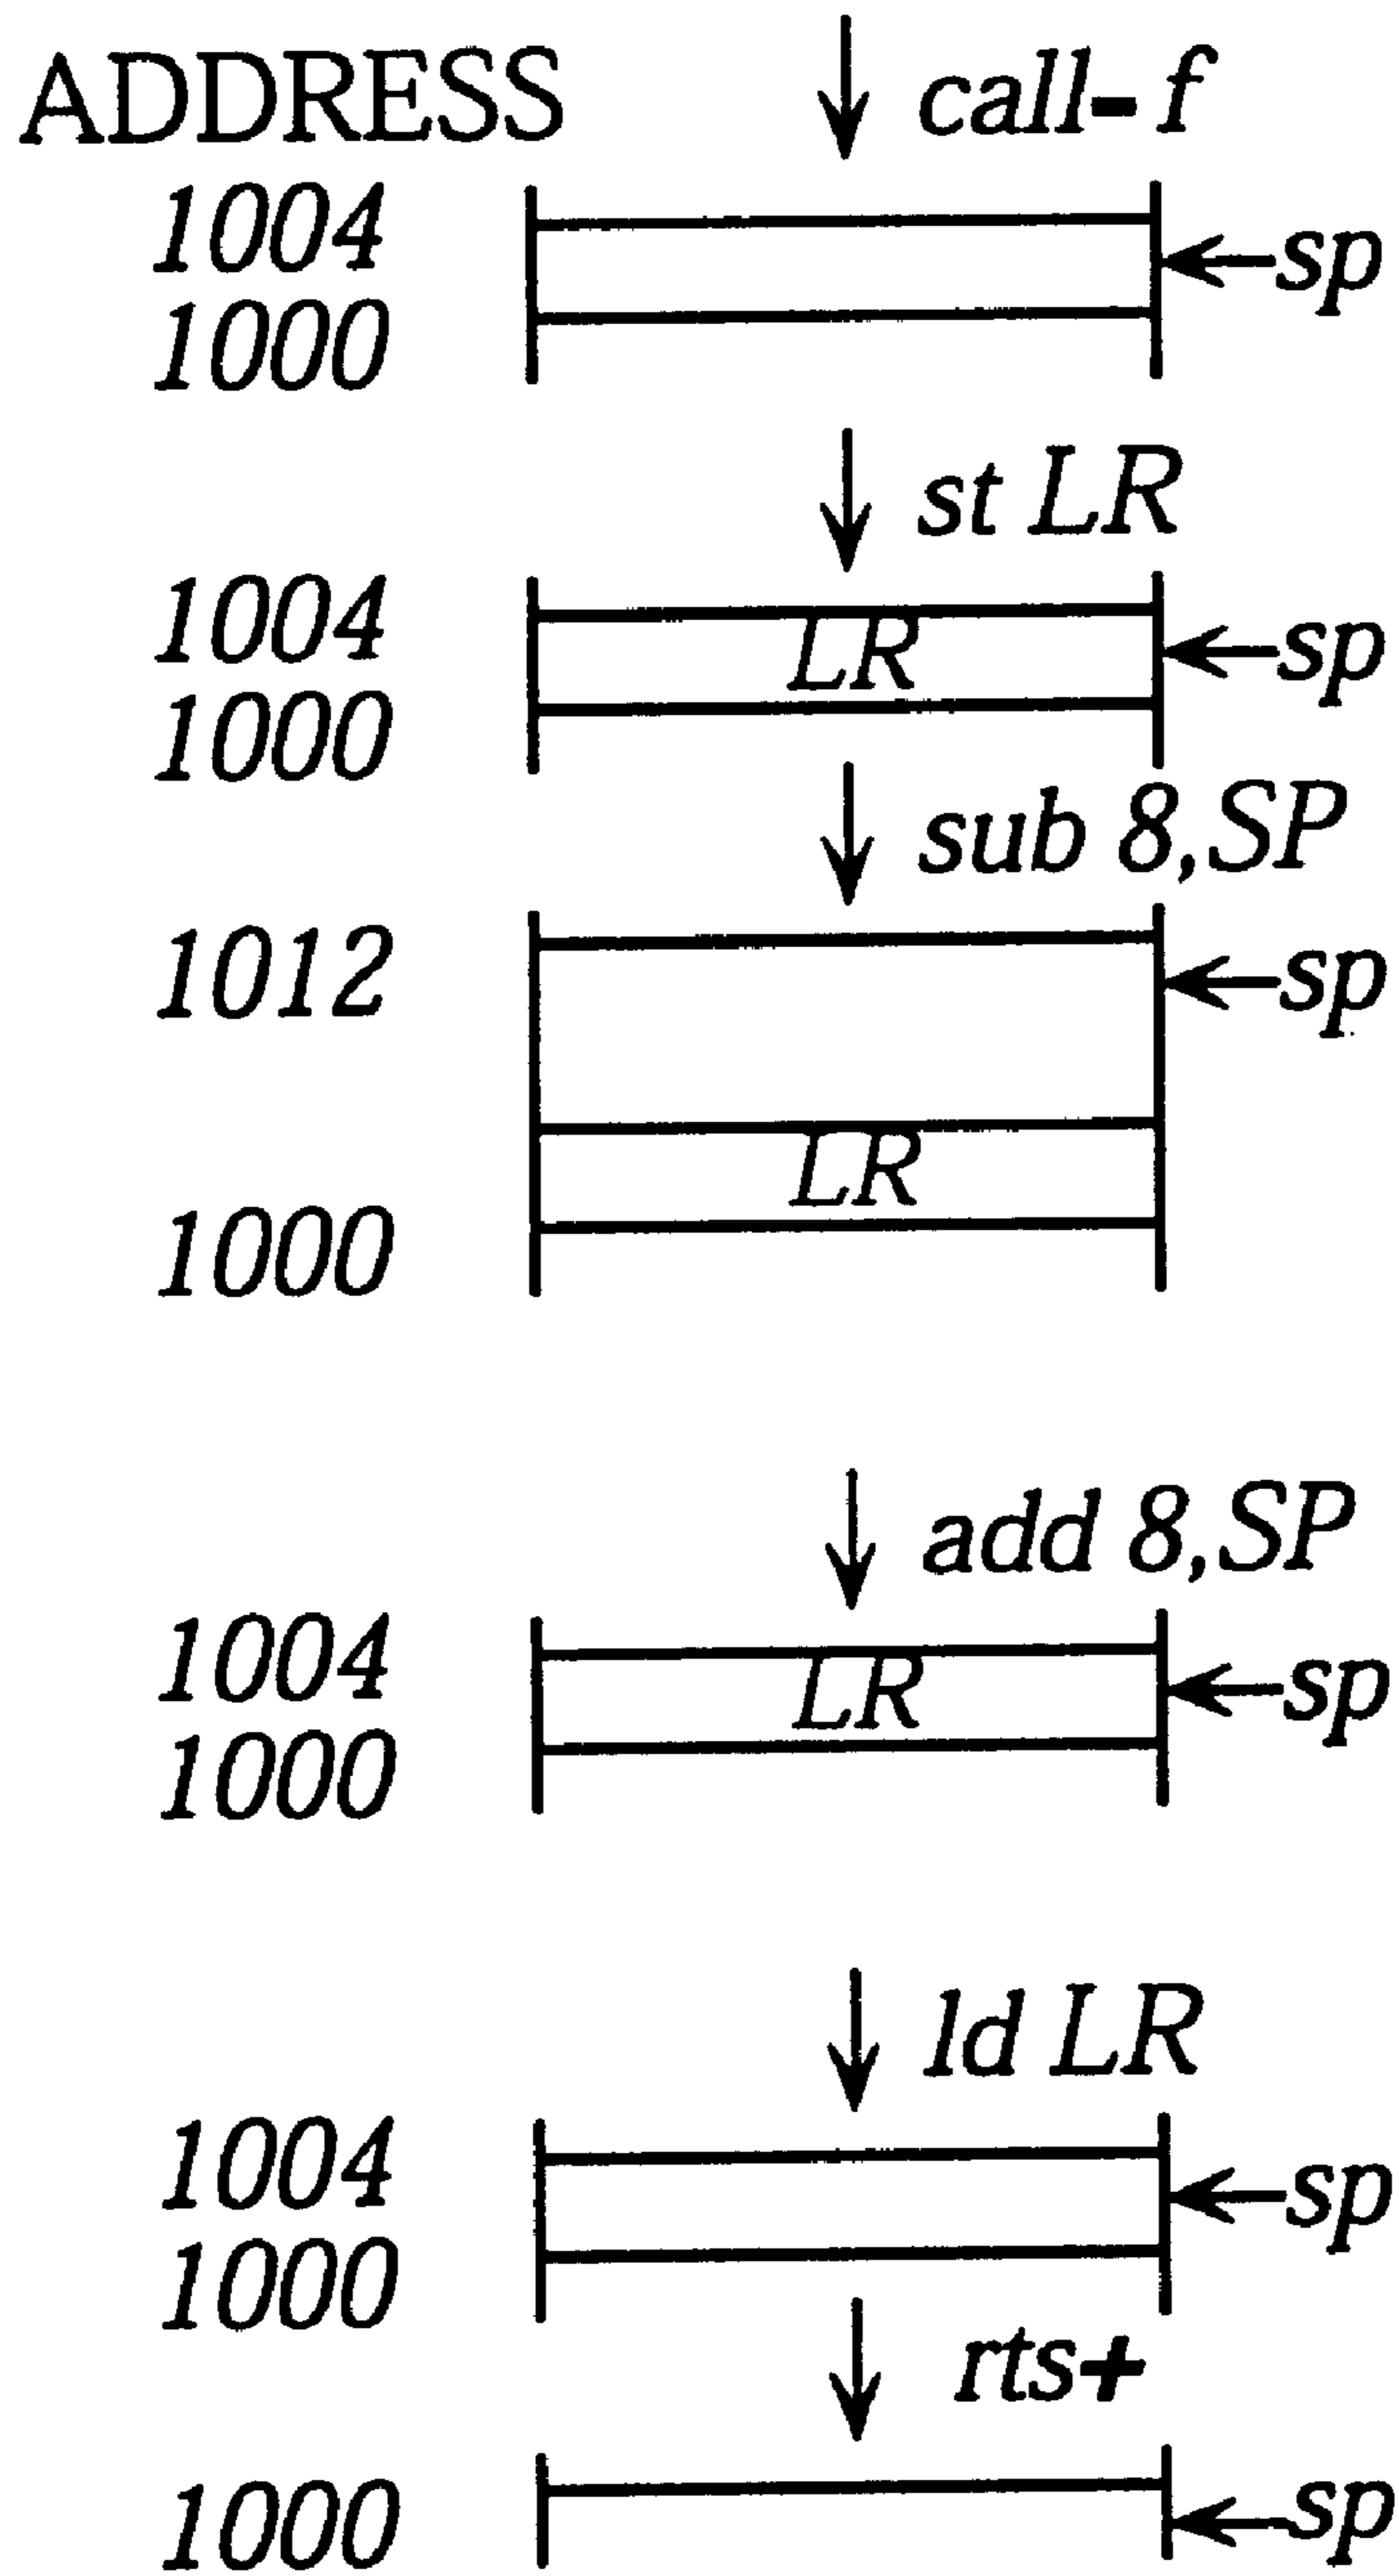 ADDRESS call- f
1004 sp
1000
st LR
1004 LR sp
1000
sub 8,SP
1012 sp
LR
1000
add 8,SP
1004 LR sp
1000
ld LR
1004 sp
1000
rts+
1000 sp